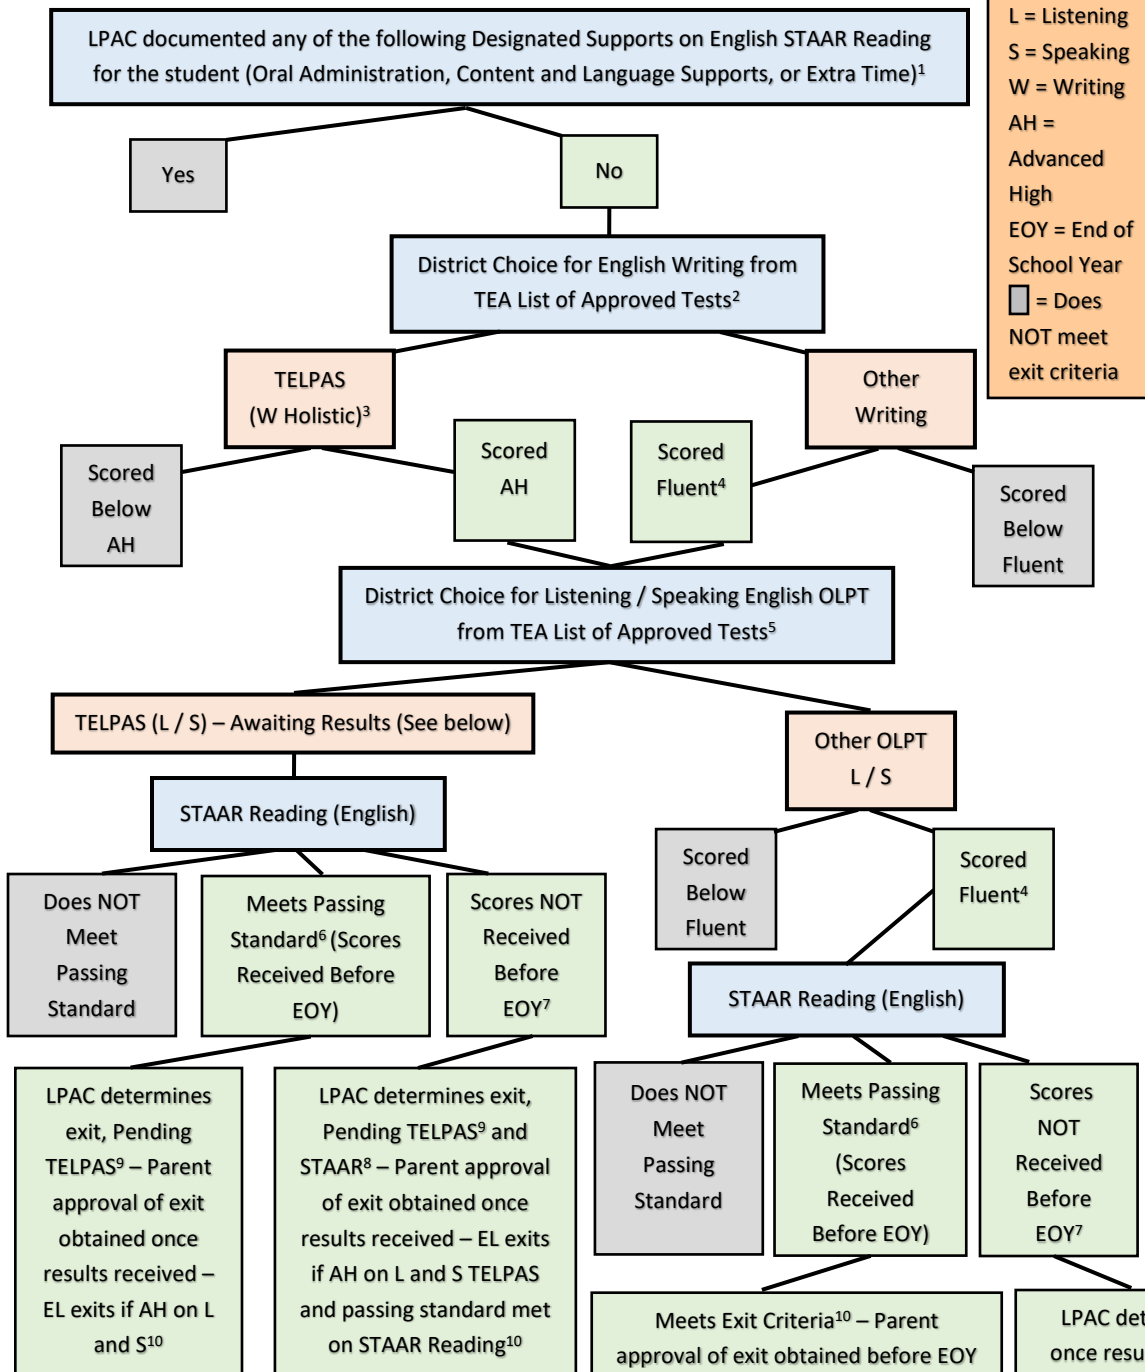 LPAC documented any of the following Designated Supports on English STAAR Reading
for the student (Oral Administration, Content and Language Supports, or Extra Time)¹
L = Listening
S = Speaking
W = Writing
AH =
Advanced
High
EOY = End of
School Year
= Does
NOT meet
exit criteria
Yes
No
District Choice for English Writing from
TEA List of Approved Tests²
TELPAS
(W Holistic)³
Other
Writing
Scored
Below
AH
Scored
AH
Scored
Fluent⁴
Scored
Below
Fluent
District Choice for Listening / Speaking English OLPT
from TEA List of Approved Tests⁵
TELPAS (L / S) – Awaiting Results (See below)
Other OLPT
L / S
STAAR Reading (English)
Scored
Below
Fluent
Scored
Fluent⁴
Does NOT
Meet
Passing
Standard
Meets Passing
Standard⁶ (Scores
Received Before
EOY)
Scores NOT
Received
Before
EOY⁷
STAAR Reading (English)
LPAC determines
exit, Pending
TELPAS⁹ – Parent
approval of exit
obtained once
results received –
EL exits if AH on L
and S¹⁰
LPAC determines exit,
Pending TELPAS⁹ and
STAAR⁸ – Parent approval
of exit obtained once
results received – EL exits
if AH on L and S TELPAS
and passing standard met
on STAAR Reading¹⁰
Does NOT
Meet
Passing
Standard
Meets Passing
Standard⁶
(Scores
Received
Before EOY)
Scores
NOT
Received
Before
EOY⁷
Meets Exit Criteria¹⁰ – Parent
approval of exit obtained before EOY
LPAC
once